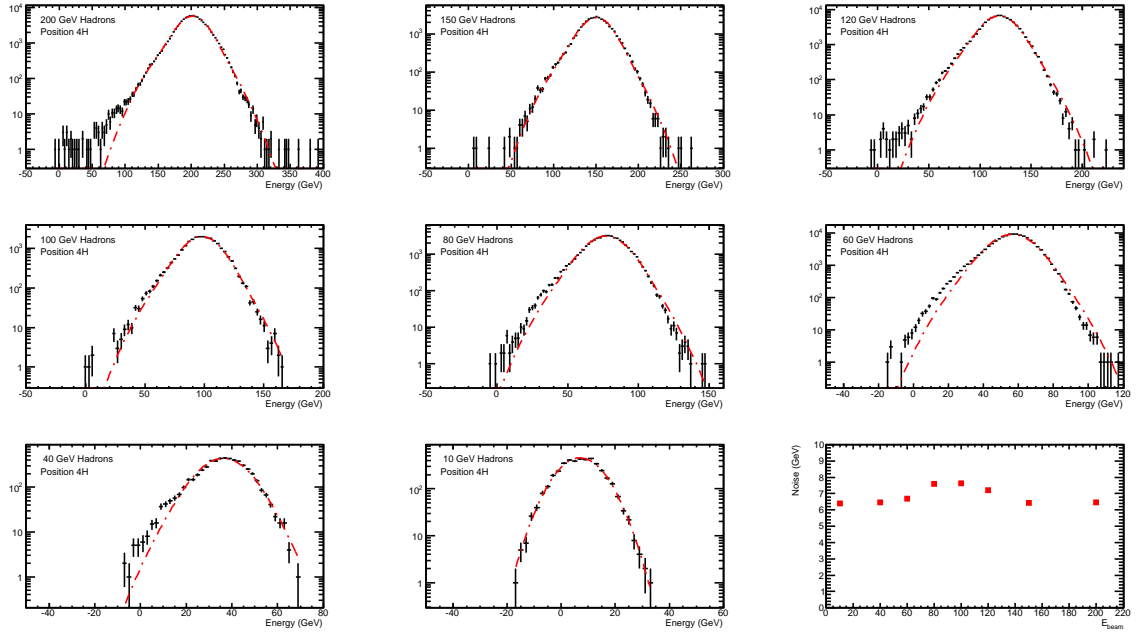 200 GeV Hadrons
Position 4H
10⁴
10³
10²
10
1
-50 0 50 100 150 200 250 300 350 400
Energy (GeV)
150 GeV Hadrons
Position 4H
10³
10²
10
1
-50 0 50 100 150 200 250 300
Energy (GeV)
120 GeV Hadrons
Position 4H
10⁴
10³
10²
10
1
-50 0 50 100 150 200
Energy (GeV)
100 GeV Hadrons
Position 4H
10³
10²
10
1
-50 0 50 100 150 200
Energy (GeV)
80 GeV Hadrons
Position 4H
10³
10²
10
1
-50 0 50 100 150
Energy (GeV)
60 GeV Hadrons
Position 4H
10⁴
10³
10²
10
1
-40 -20 0 20 40 60 80 100 120
Energy (GeV)
40 GeV Hadrons
Position 4H
10²
10
1
-40 -20 0 20 40 60 80
Energy (GeV)
10 GeV Hadrons
Position 4H
10²
10
1
-40 -20 0 20 40 60
Energy (GeV)
Noise (GeV)
10
9
8
7
6
5
4
3
2
1
0
0 20 40 60 80 100 120 140 160 180 200 220
E_beam